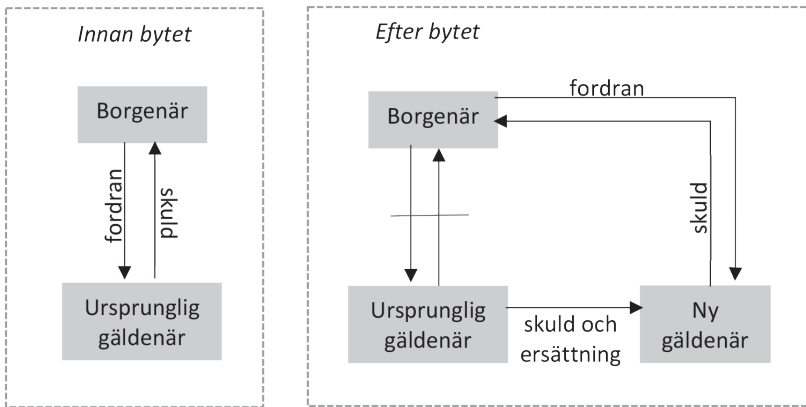 Innan bytet
Borgenär
fordran
skuld
Ursprunglig
gäldenär
Efter bytet
fordran
Borgenär
skuld
Ursprunglig
gäldenär
skuld och
ersättning
Ny
gäldenär